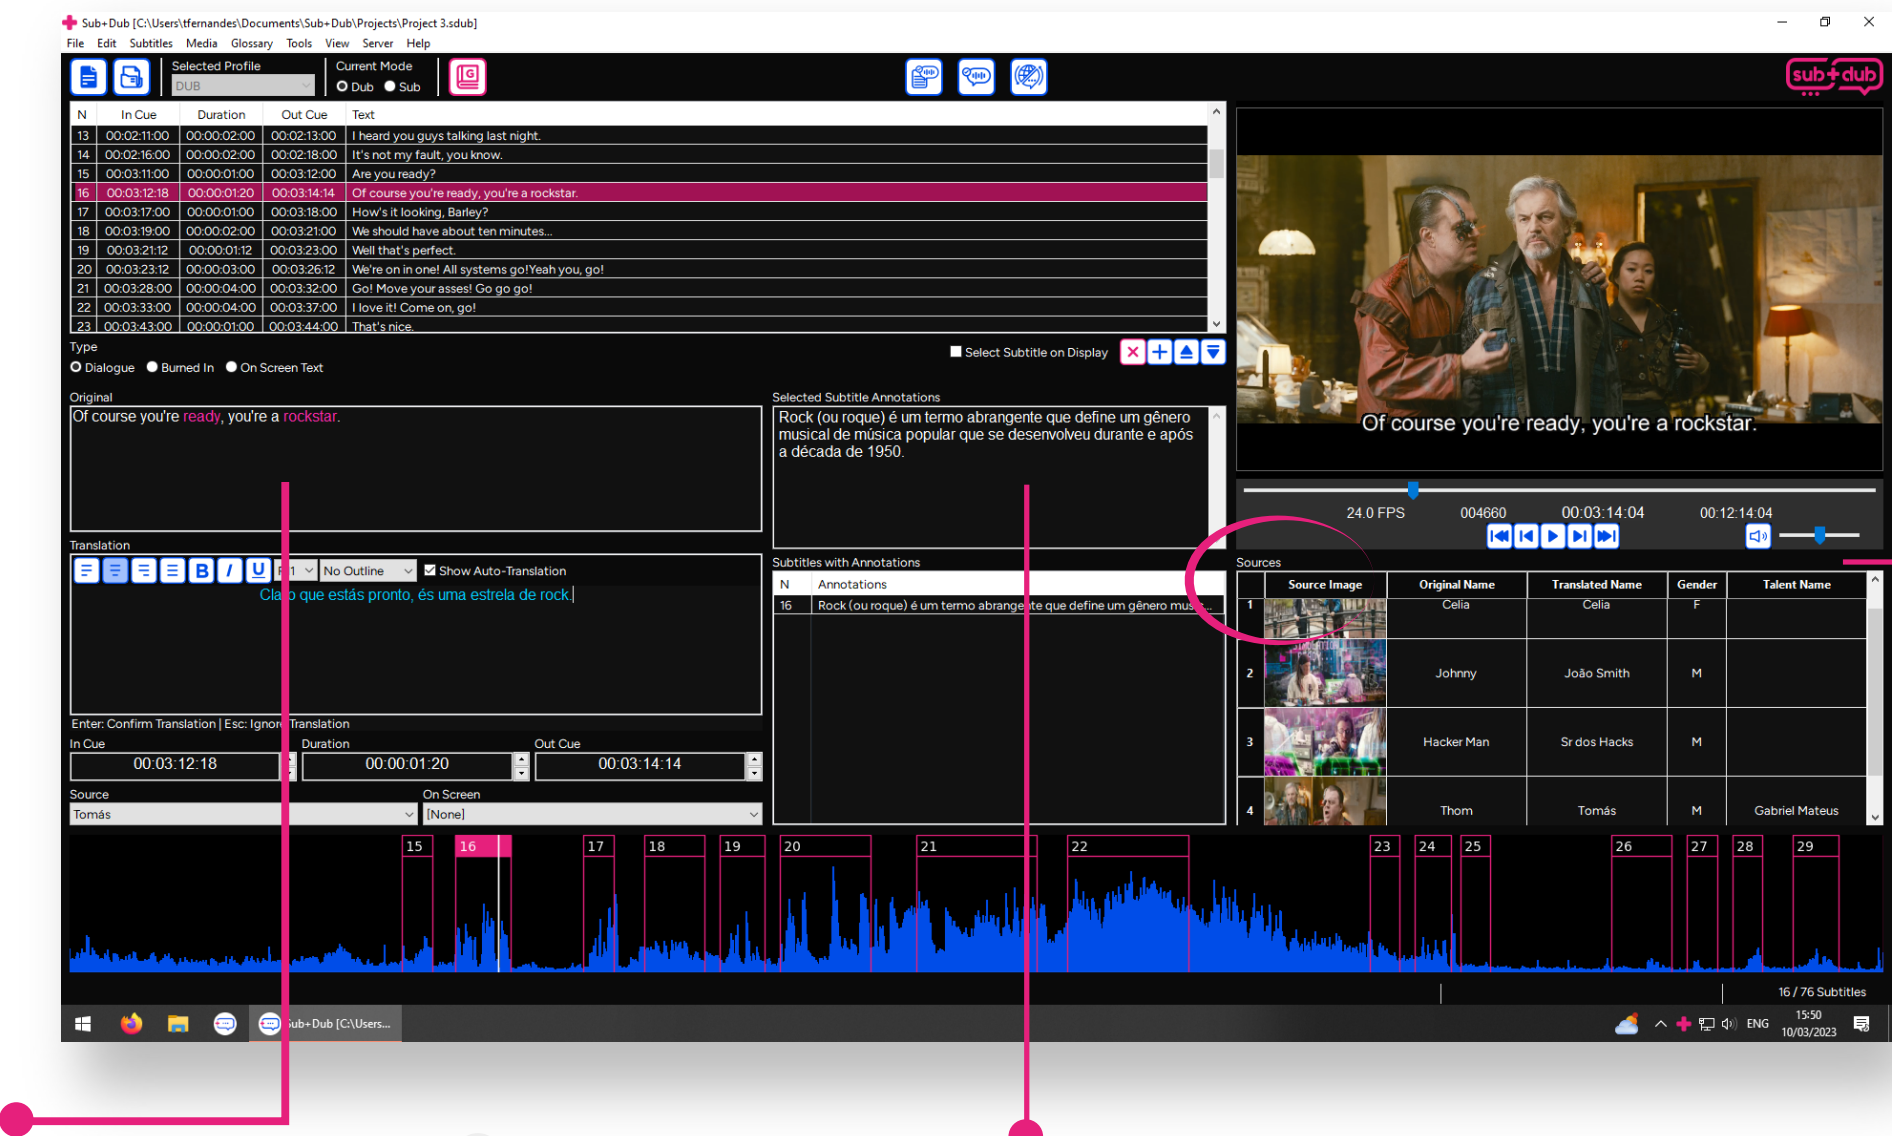 Sub+Dub [C:\Users\tfernandes\Documents\Sub+Dub\Projects\Project 3.sdub]
File Edit Subtitles Media Glossary Tools View Server Help
Selected Profile
DUB
Current Mode
Dub Sub
G
sub+dub
N In Cue Duration Out Cue Text
13 00:02:11:00 00:00:02:00 00:02:13:00 I heard you guys talking last night.
14 00:02:16:00 00:00:02:00 00:02:18:00 It's not my fault, you know.
15 00:03:11:00 00:00:01:00 00:03:12:00 Are you ready?
16 00:03:12:18 00:00:01:20 00:03:14:14 Of course you're ready, you're a rockstar.
17 00:03:17:00 00:00:01:00 00:03:18:00 How's it looking, Barley?
18 00:03:19:00 00:00:02:00 00:03:21:00 We should have about ten minutes...
19 00:03:21:12 00:00:01:12 00:03:23:00 Well that's perfect.
20 00:03:23:12 00:00:03:00 00:03:26:12 We're on in one! All systems go!Yeah you, go!
21 00:03:28:00 00:00:04:00 00:03:32:00 Go! Move your asses! Go go go!
22 00:03:33:00 00:00:04:00 00:03:37:00 I love it! Come on, go!
23 00:03:43:00 00:00:01:00 00:03:44:00 That's nice.
Type
Dialogue Burned In On Screen Text
Select Subtitle on Display
Original
Of course you're ready, you're a rockstar.
Selected Subtitle Annotations
Rock (ou roque) é um termo abrangente que define um gênero
musical de música popular que se desenvolveu durante e após
a década de 1950.
Of course you're ready, you're a rockstar.
24.0 FPS 004660 00:03:14:04 00:12:14:04
Translation
B I U No Outline Show Auto-Translation
Claro que estás pronto, és uma estrela de rock.
Enter: Confirm Translation | Esc: Ignore Translation
In Cue Duration Out Cue
00:03:12:18 00:00:01:20 00:03:14:14
Source On Screen
Tomás [None]
Subtitles with Annotations
N Annotations
16 Rock (ou roque) é um termo abrangente que define um gênero music...
Sources
Source Image Original Name Translated Name Gender Talent Name
1 Celia Celia F
2 Johnny João Smith M
3 Hacker Man Sr dos Hacks M
4 Thom Tomás M Gabriel Mateus
15 16 17 18 19 20 21 22 23 24 25 26 27 28 29
16 / 76 Subtitles
Sub+Dub [C:\Users...
ENG
15:50
10/03/2023